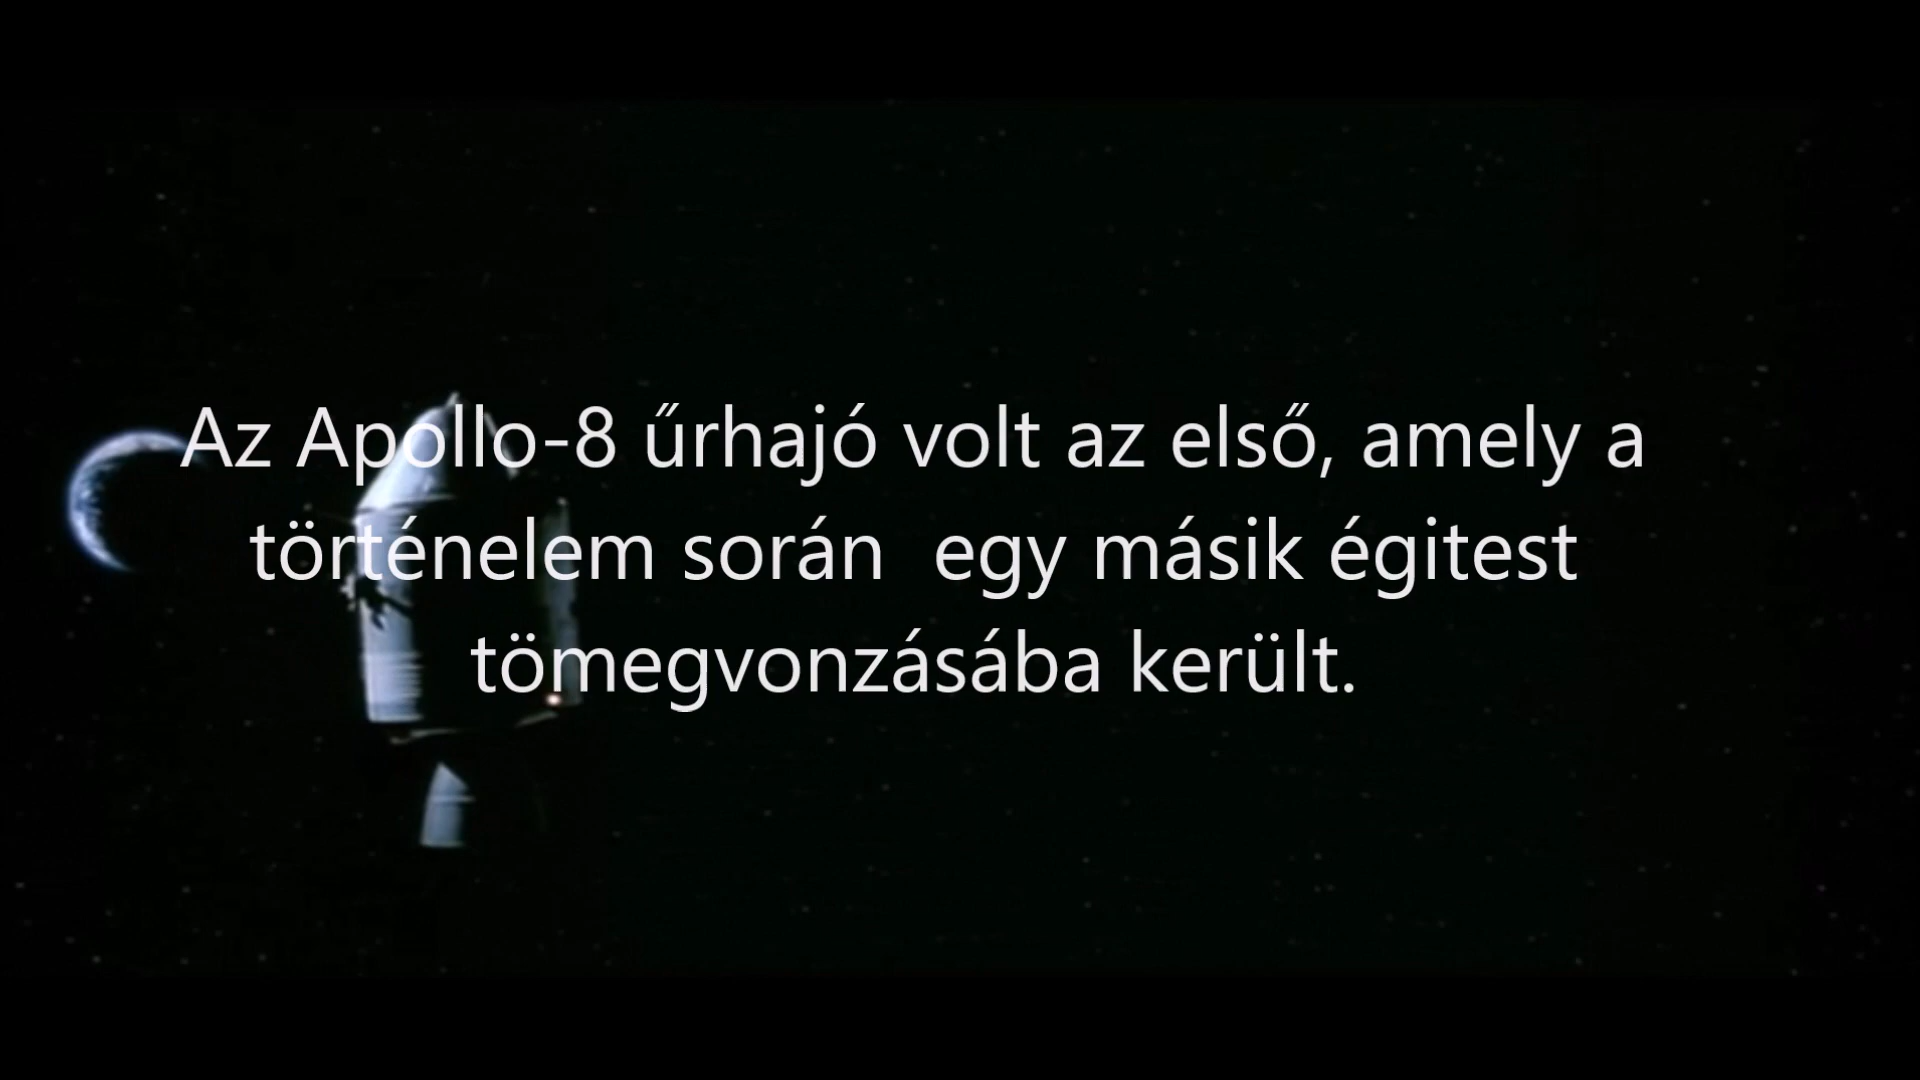 Az Apollo-8 űrhajó volt az első, amely a
történelem során  egy másik égitest
tömegvonzásába került.